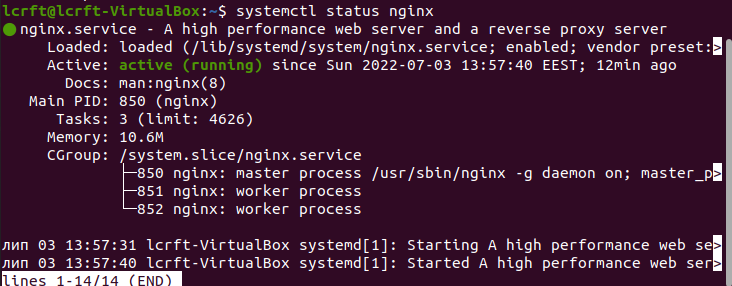 lcrft@lcrft-VirtualBox:~$ systemctl status nginx
● nginx.service - A high performance web server and a reverse proxy server
Loaded: loaded (/lib/systemd/system/nginx.service; enabled; vendor preset:>
Active: active (running) since Sun 2022-07-03 13:57:40 EEST; 12min ago
Docs: man:nginx(8)
Main PID: 850 (nginx)
Tasks: 3 (limit: 4626)
Memory: 10.6M
CGroup: /system.slice/nginx.service
├─850 nginx: master process /usr/sbin/nginx -g daemon on; master_p>
├─851 nginx: worker process
└─852 nginx: worker process
лип 03 13:57:31 lcrft-VirtualBox systemd[1]: Starting A high performance web se>
лип 03 13:57:40 lcrft-VirtualBox systemd[1]: Started A high performance web ser>
lines 1-14/14 (END)